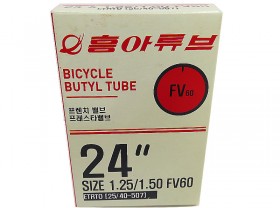 흥아튜브
BICYCLE
BUTYL TUBE
FV60
프렌치 밸브
프레스타밸브
24"
SIZE 1.25/1.50 FV60
ETRTO [25/40-507]